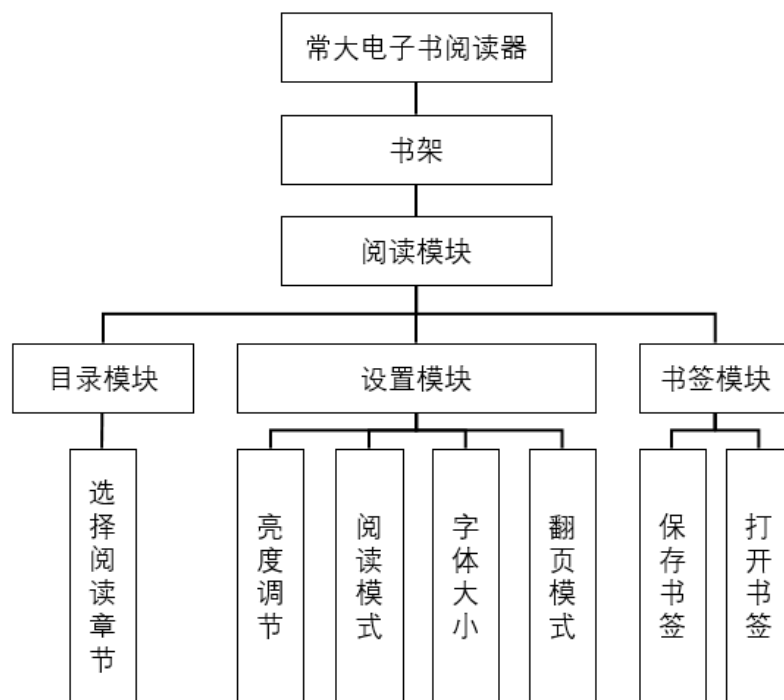 常大电子书阅读器
书架
阅读模块
目录模块
设置模块
书签模块
选择阅读章节
亮度调节
阅读模式
字体大小
翻页模式
保存书签
打开书签